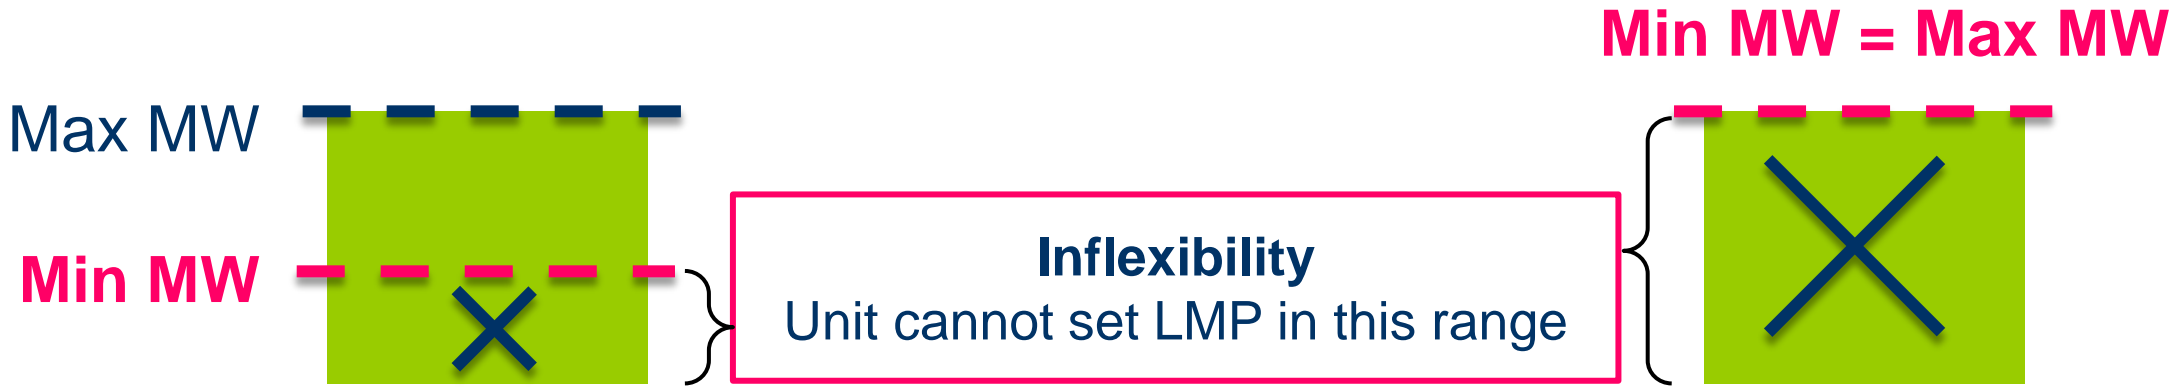 Min MW = Max MW
Max MW
Min MW
Inflexibility
Unit cannot set LMP in this range